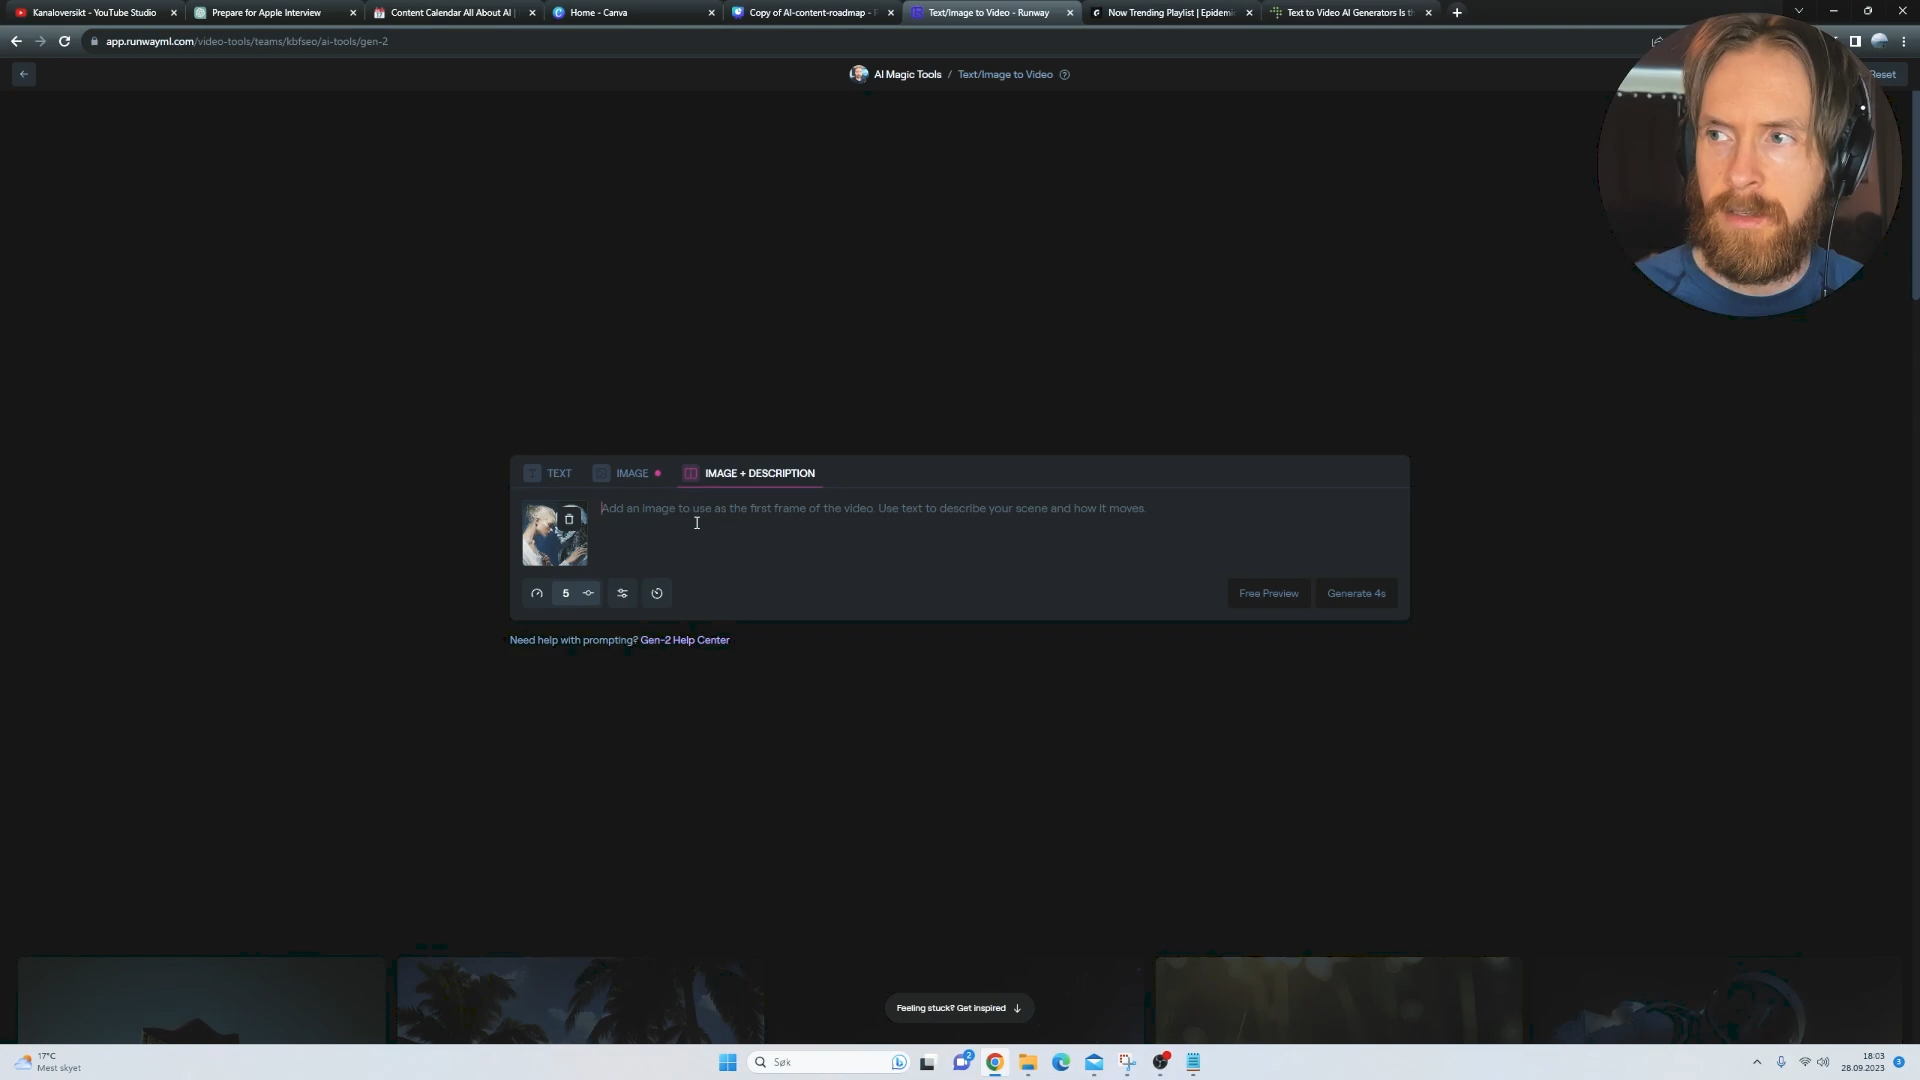 Kanaloversikt - YouTube Studio
Prepare for Apple Interview
Content Calendar All About AI |
Home - Canva
Copy of AI-content-roadmap -
Text/Image to Video - Runway
Now Trending Playlist | Epidemi
Text to Video AI Generators Is th
app.runwayml.com/video-tools/teams/kbfseo/ai-tools/gen-2
AI Magic Tools / Text/Image to Video
Reset
TEXT
IMAGE
IMAGE + DESCRIPTION
Add an image to use as the first frame of the video. Use text to describe your scene and how it moves.
5
Free Preview
Generate 4s
Need help with prompting? Gen-2 Help Center
Feeling stuck? Get inspired
17°C
Mest skyet
Søk
2
18:03
28.09.2023
3